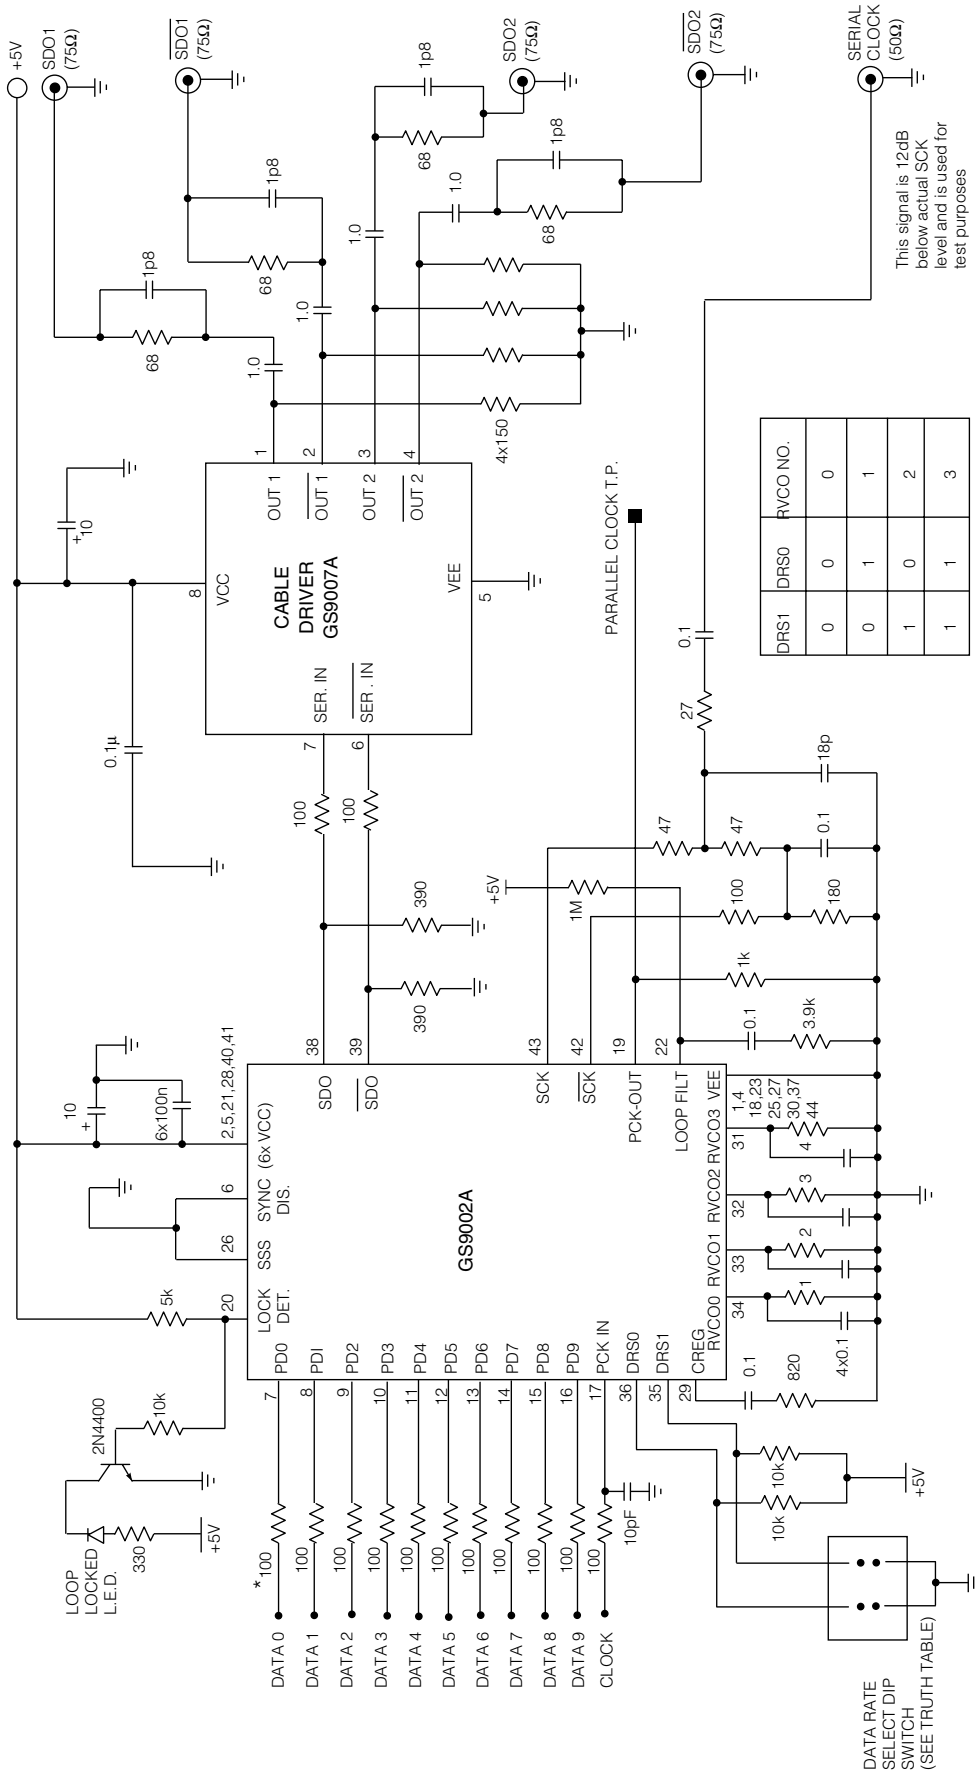 +5V
SDO1
(75Ω)
SDO1
(75Ω)
SDO2
(75Ω)
SDO2
(75Ω)
SERIAL
CLOCK
(50Ω)
This signal is 12dB
below actual SCK
level and is used for
test purposes
1p8
68
1.0
1p8
68
1.0
1p8
68
1.0
1p8
68
1.0
4x150
+
10
0.1µ
8
VCC
CABLE
DRIVER
GS9007A
VEE
5
OUT 1
1
OUT 1
2
OUT 2
3
OUT 2
4
SER. IN
7
SER . IN
6
100
100
390
390
PARALLEL CLOCK T.P.
DRS1 DRS0 RVCO NO.
0 0 0
0 1 1
1 0 2
1 1 3
0.1
27
18p
47
47
0.1
100
180
+5V
1M
1k
0.1
3.9k
10
+
6x100n
2,5,21,28,40,41
(6x VCC)
6
SYNC
DIS.
26
SSS
20
LOCK
DET.
5k
10k
2N4400
LOOP
LOCKED
L.E.D.
330
+5V
GS9002A
38
SDO
39
SDO
43
SCK
42
SCK
19
PCK-OUT
22
LOOP FILT
VEE
1,4
18,23
25,27
30,37
44
RVCO3
31
4
RVCO2
32
3
RVCO1
33
2
RVCO0
34
1
4x0.1
CREG
29
0.1
820
DATA 0
*
100
7
PD0
DATA 1
100
8
PDI
DATA 2
100
9
PD2
DATA 3
100
10
PD3
DATA 4
100
11
PD4
DATA 5
100
12
PD5
DATA 6
100
13
PD6
DATA 7
100
14
PD7
DATA 8
100
15
PD8
DATA 9
100
16
PD9
CLOCK
100
17
PCK IN
10pF
36
DRS0
35
DRS1
10k
10k
+5V
DATA RATE
SELECT DIP
SWITCH
(SEE TRUTH TABLE)